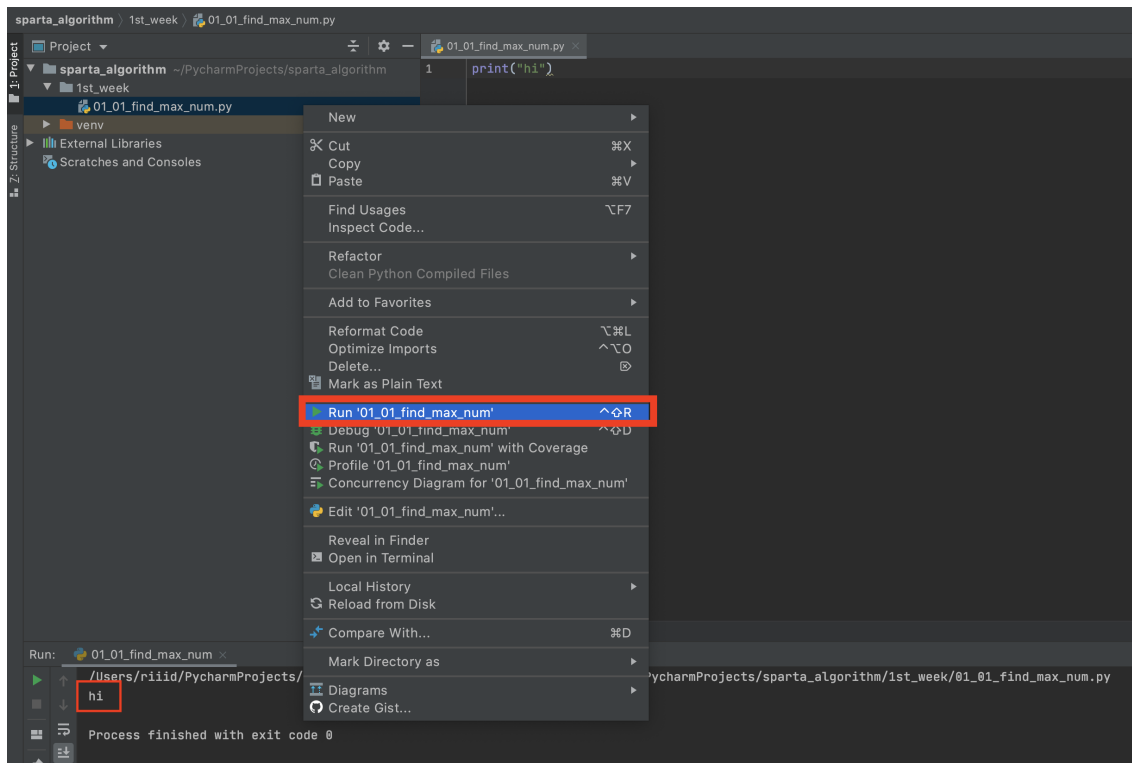 sparta_algorithm 〉 1st_week 〉 01_01_find_max_num.py
1: Project
Z: Structure
Project
sparta_algorithm ~/PycharmProjects/sparta_algorithm
1st_week
01_01_find_max_num.py
venv
External Libraries
Scratches and Consoles
01_01_find_max_num.py ×
1 print("hi")
New
Cut ⌘X
Copy
Paste ⌘V
Find Usages ⌥F7
Inspect Code...
Refactor
Clean Python Compiled Files
Add to Favorites
Reformat Code ⌥⌘L
Optimize Imports ^⌥O
Delete... ⌦
Mark as Plain Text
Run '01_01_find_max_num' ^⇧R
Debug '01_01_find_max_num' ^⇧D
Run '01_01_find_max_num' with Coverage
Profile '01_01_find_max_num'
Concurrency Diagram for '01_01_find_max_num'
Edit '01_01_find_max_num'...
Reveal in Finder
Open in Terminal
Local History
Reload from Disk
Compare With... ⌘D
Mark Directory as
Diagrams
Create Gist...
Run: 01_01_find_max_num ×
/Users/riiid/PycharmProjects/ ycharmProjects/sparta_algorithm/1st_week/01_01_find_max_num.py
hi
Process finished with exit code 0